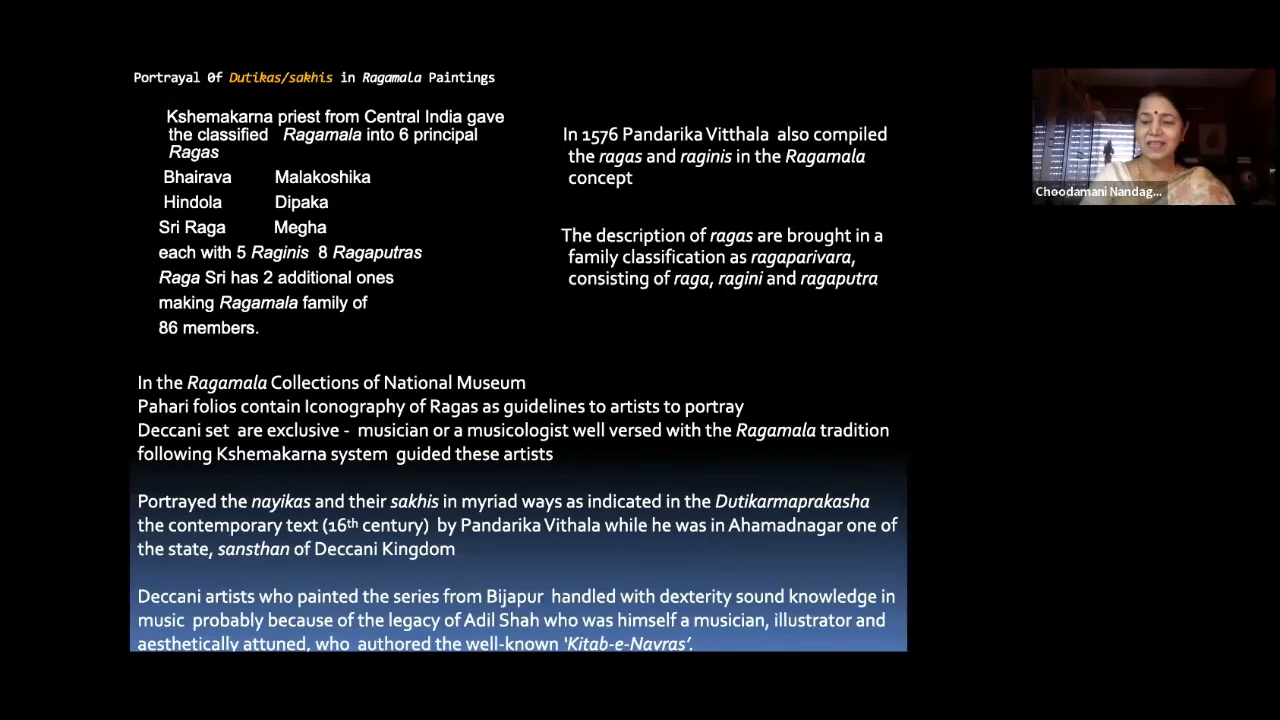 Portrayal Of Dutikas/sakhis in Ragamala Paintings
Kshemakarna priest from Central India gave
the classified Ragamala into 6 principal
Ragas
Bhairava Malakoshika
Hindola Dipaka
Sri Raga Megha
each with 5 Raginis 8 Ragaputras
Raga Sri has 2 additional ones
making Ragamala family of
86 members.
In 1576 Pandarika Vitthala also compiled
the ragas and raginis in the Ragamala
concept
The description of ragas are brought in a
family classification as ragaparivara,
consisting of raga, ragini and ragaputra
In the Ragamala Collections of National Museum
Pahari folios contain Iconography of Ragas as guidelines to artists to portray
Deccani set are exclusive - musician or a musicologist well versed with the Ragamala tradition
following Kshemakarna system guided these artists
Portrayed the nayikas and their sakhis in myriad ways as indicated in the Dutikarmaprakasha
the contemporary text (16th century) by Pandarika Vithala while he was in Ahamadnagar one of
the state, sansthan of Deccani Kingdom
Deccani artists who painted the series from Bijapur handled with dexterity sound knowledge in
music probably because of the legacy of Adil Shah who was himself a musician, illustrator and
aesthetically attuned, who authored the well-known ‘Kitab-e-Navras’.
Choodamani Nandag...